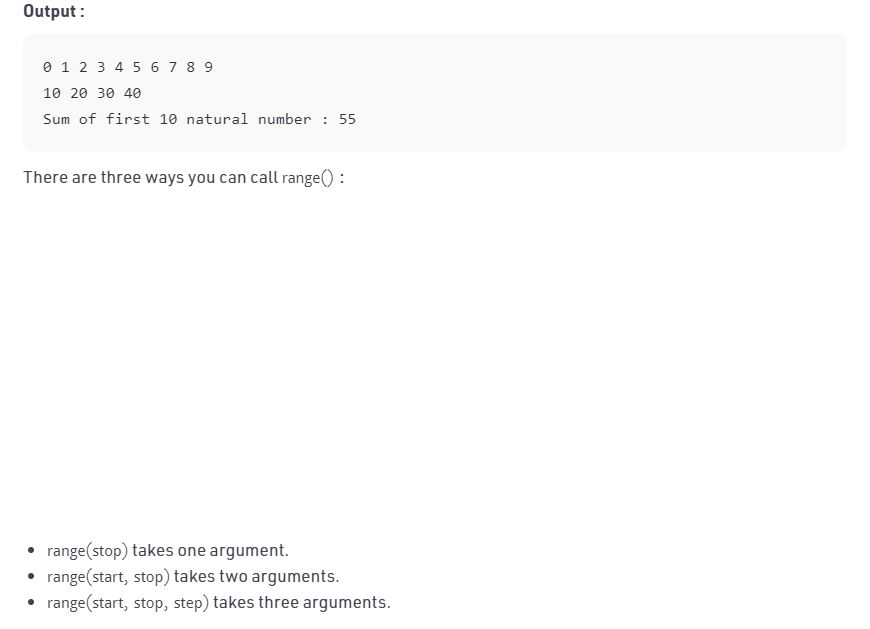 Output :
0 1 2 3 4 5 6 7 8 9
10 20 30 40
Sum of first 10 natural number : 55
There are three ways you can call range() :
• range(stop) takes one argument.
• range(start, stop) takes two arguments.
• range(start, stop, step) takes three arguments.